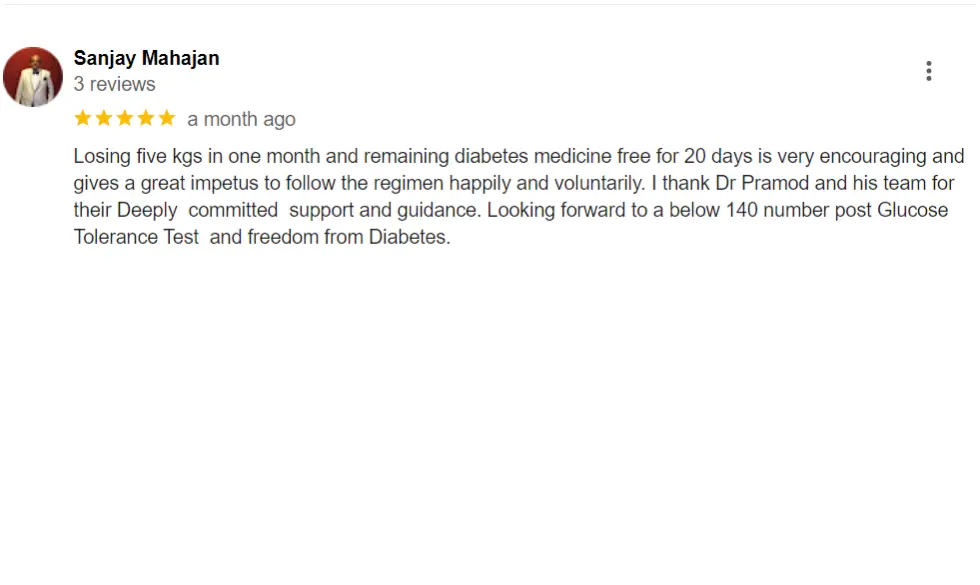 Sanjay Mahajan
3 reviews
a month ago
Losing five kgs in one month and remaining diabetes medicine free for 20 days is very encouraging and
gives a great impetus to follow the regimen happily and voluntarily. I thank Dr Pramod and his team for
their Deeply  committed  support and guidance. Looking forward to a below 140 number post Glucose
Tolerance Test  and freedom from Diabetes.